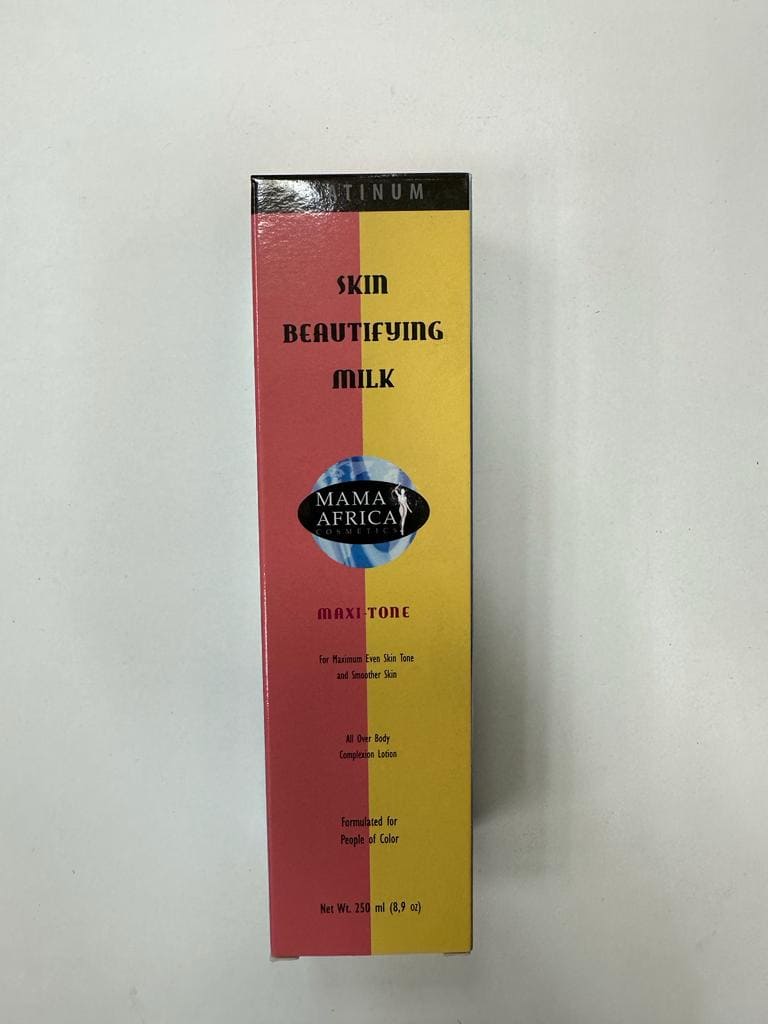 SKIN
BEAUTIFYING
MILK
MAMA
AFRICA
COSMETICS
MAXI-TONE
For Maximum Even Skin Tone
and Smoother Skin
All Over Body
Complexion Lotion
Formulated for
People of Color
Net Wt. 250 ml (8,9 oz)